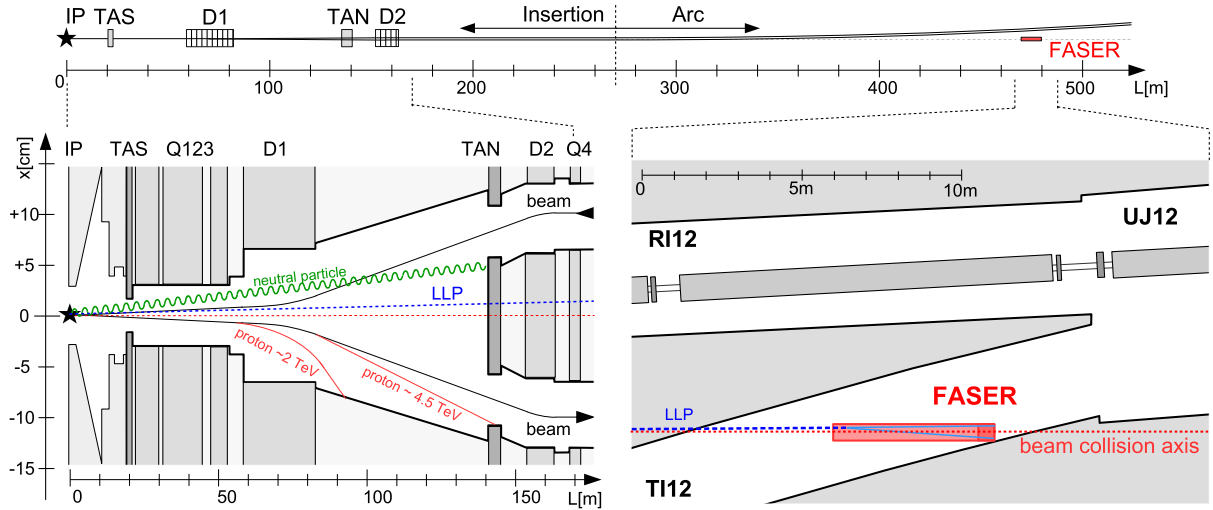 IP TAS D1 TAN D2 Insertion Arc
FASER
0 100 200 300 400 500
L[m]
IP TAS Q123 D1 TAN D2 Q4
x[cm]
+10
+5
0
-5
-10
-15
beam
neutral particle
LLP
proton ~2 TeV
proton ~ 4.5 TeV
beam
0 50 100 150 L[m]
0 5m 10m
RI12
UJ12
FASER
LLP
beam collision axis
TI12